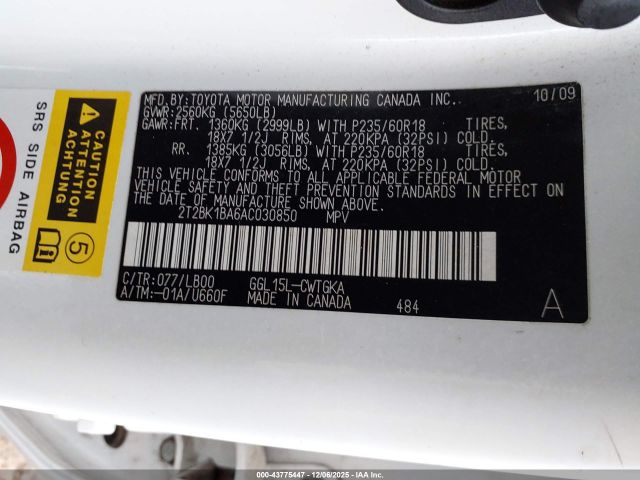 MFD.BY:TOYOTA MOTOR MANUFACTURING CANADA INC. 10/09
GVWR:2560KG (5650LB)
GAWR:FRT. 1360KG (2999LB) WITH P235/60R18 TIRES,
18X7 1/2J RIMS, AT 220KPA (32PSI) COLD.
RR. 1385KG (3056LB) WITH P235/60R18 TIRES,
18X7 1/2J RIMS, AT 220KPA (32PSI) COLD.
THIS VEHICLE CONFORMS TO ALL APPLICABLE FEDERAL MOTOR
VEHICLE SAFETY AND THEFT PREVENTION STANDARDS IN EFFECT ON
THE DATE OF MANUFACTURE SHOWN ABOVE.
2T2BK1BA6AC030850 MPV
C/TR:077/LB00 GGL15L-CWTGKA
A/TM:-01A/U660F MADE IN CANADA 484 A
SRS SIDE AIRBAG
CAUTION
ATTENTION
ACHTUNG
5
i
00-43775447 - 12/06/2025 - IAA Inc.